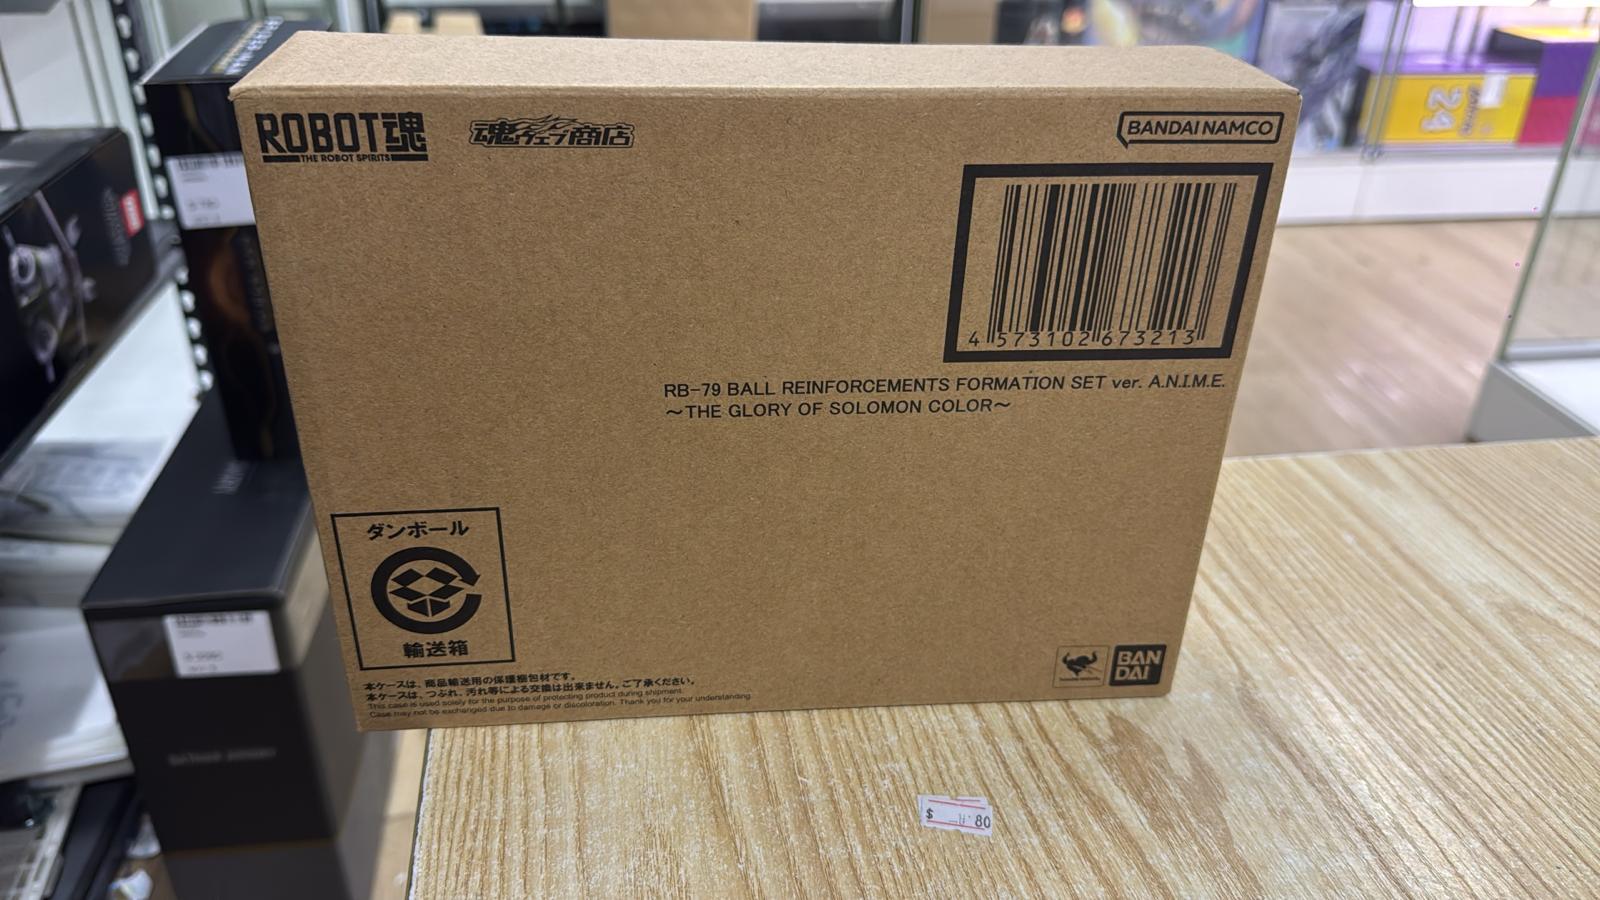 ROBOT魂
THE ROBOT SPIRITS
魂ウェブ商店
BANDAI NAMCO
4 573102 673213
RB-79 BALL REINFORCEMENTS FORMATION SET ver. A.N.I.M.E.
～THE GLORY OF SOLOMON COLOR～
ダンボール
輸送箱
本ケースは、商品輸送用の保護梱包材です。
本ケースは、つぶれ、汚れ等による交換は出来ません。ご了承ください。
This case is used solely for the purpose of protecting product during shipment.
Case may not be exchanged due to damage or discoloration. Thank you for your understanding.
BAN
DAI
24
$ 80